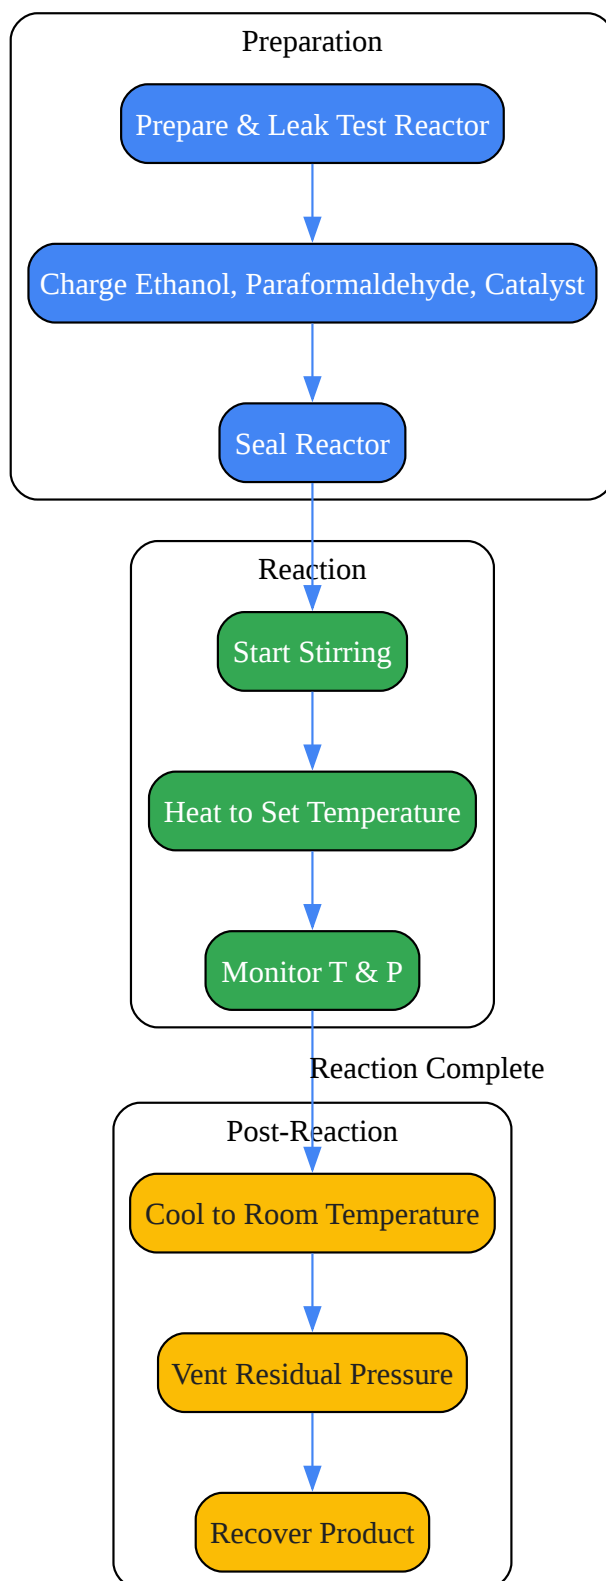 Preparation
Prepare & Leak Test Reactor
Charge Ethanol, Paraformaldehyde, Catalyst
Seal Reactor
Reaction
Start Stirring
Heat to Set Temperature
Monitor T & P
Reaction Complete
Post-Reaction
Cool to Room Temperature
Vent Residual Pressure
Recover Product